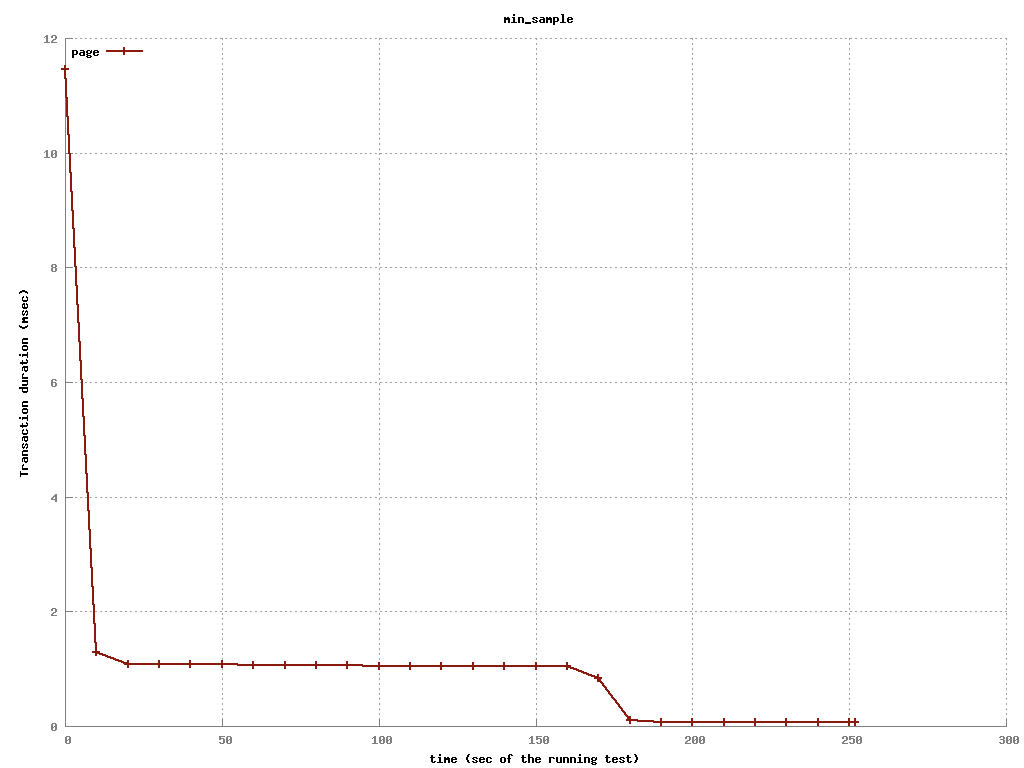 min_sample
page
12
10
8
6
4
2
0
Transaction duration (msec)
0 50 100 150 200 250 300
time (sec of the running test)